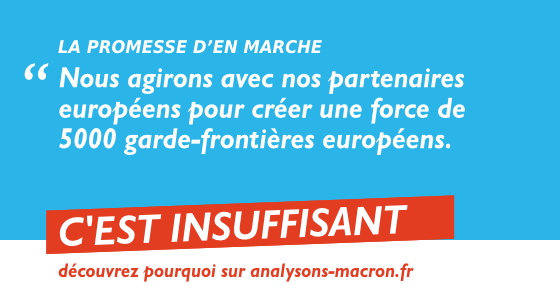 LA PROMESSE D’EN MARCHE
“ Nous agirons avec nos partenaires
européens pour créer une force de
5000 garde-frontières européens.
C'EST INSUFFISANT
découvrez pourquoi sur analysons-macron.fr